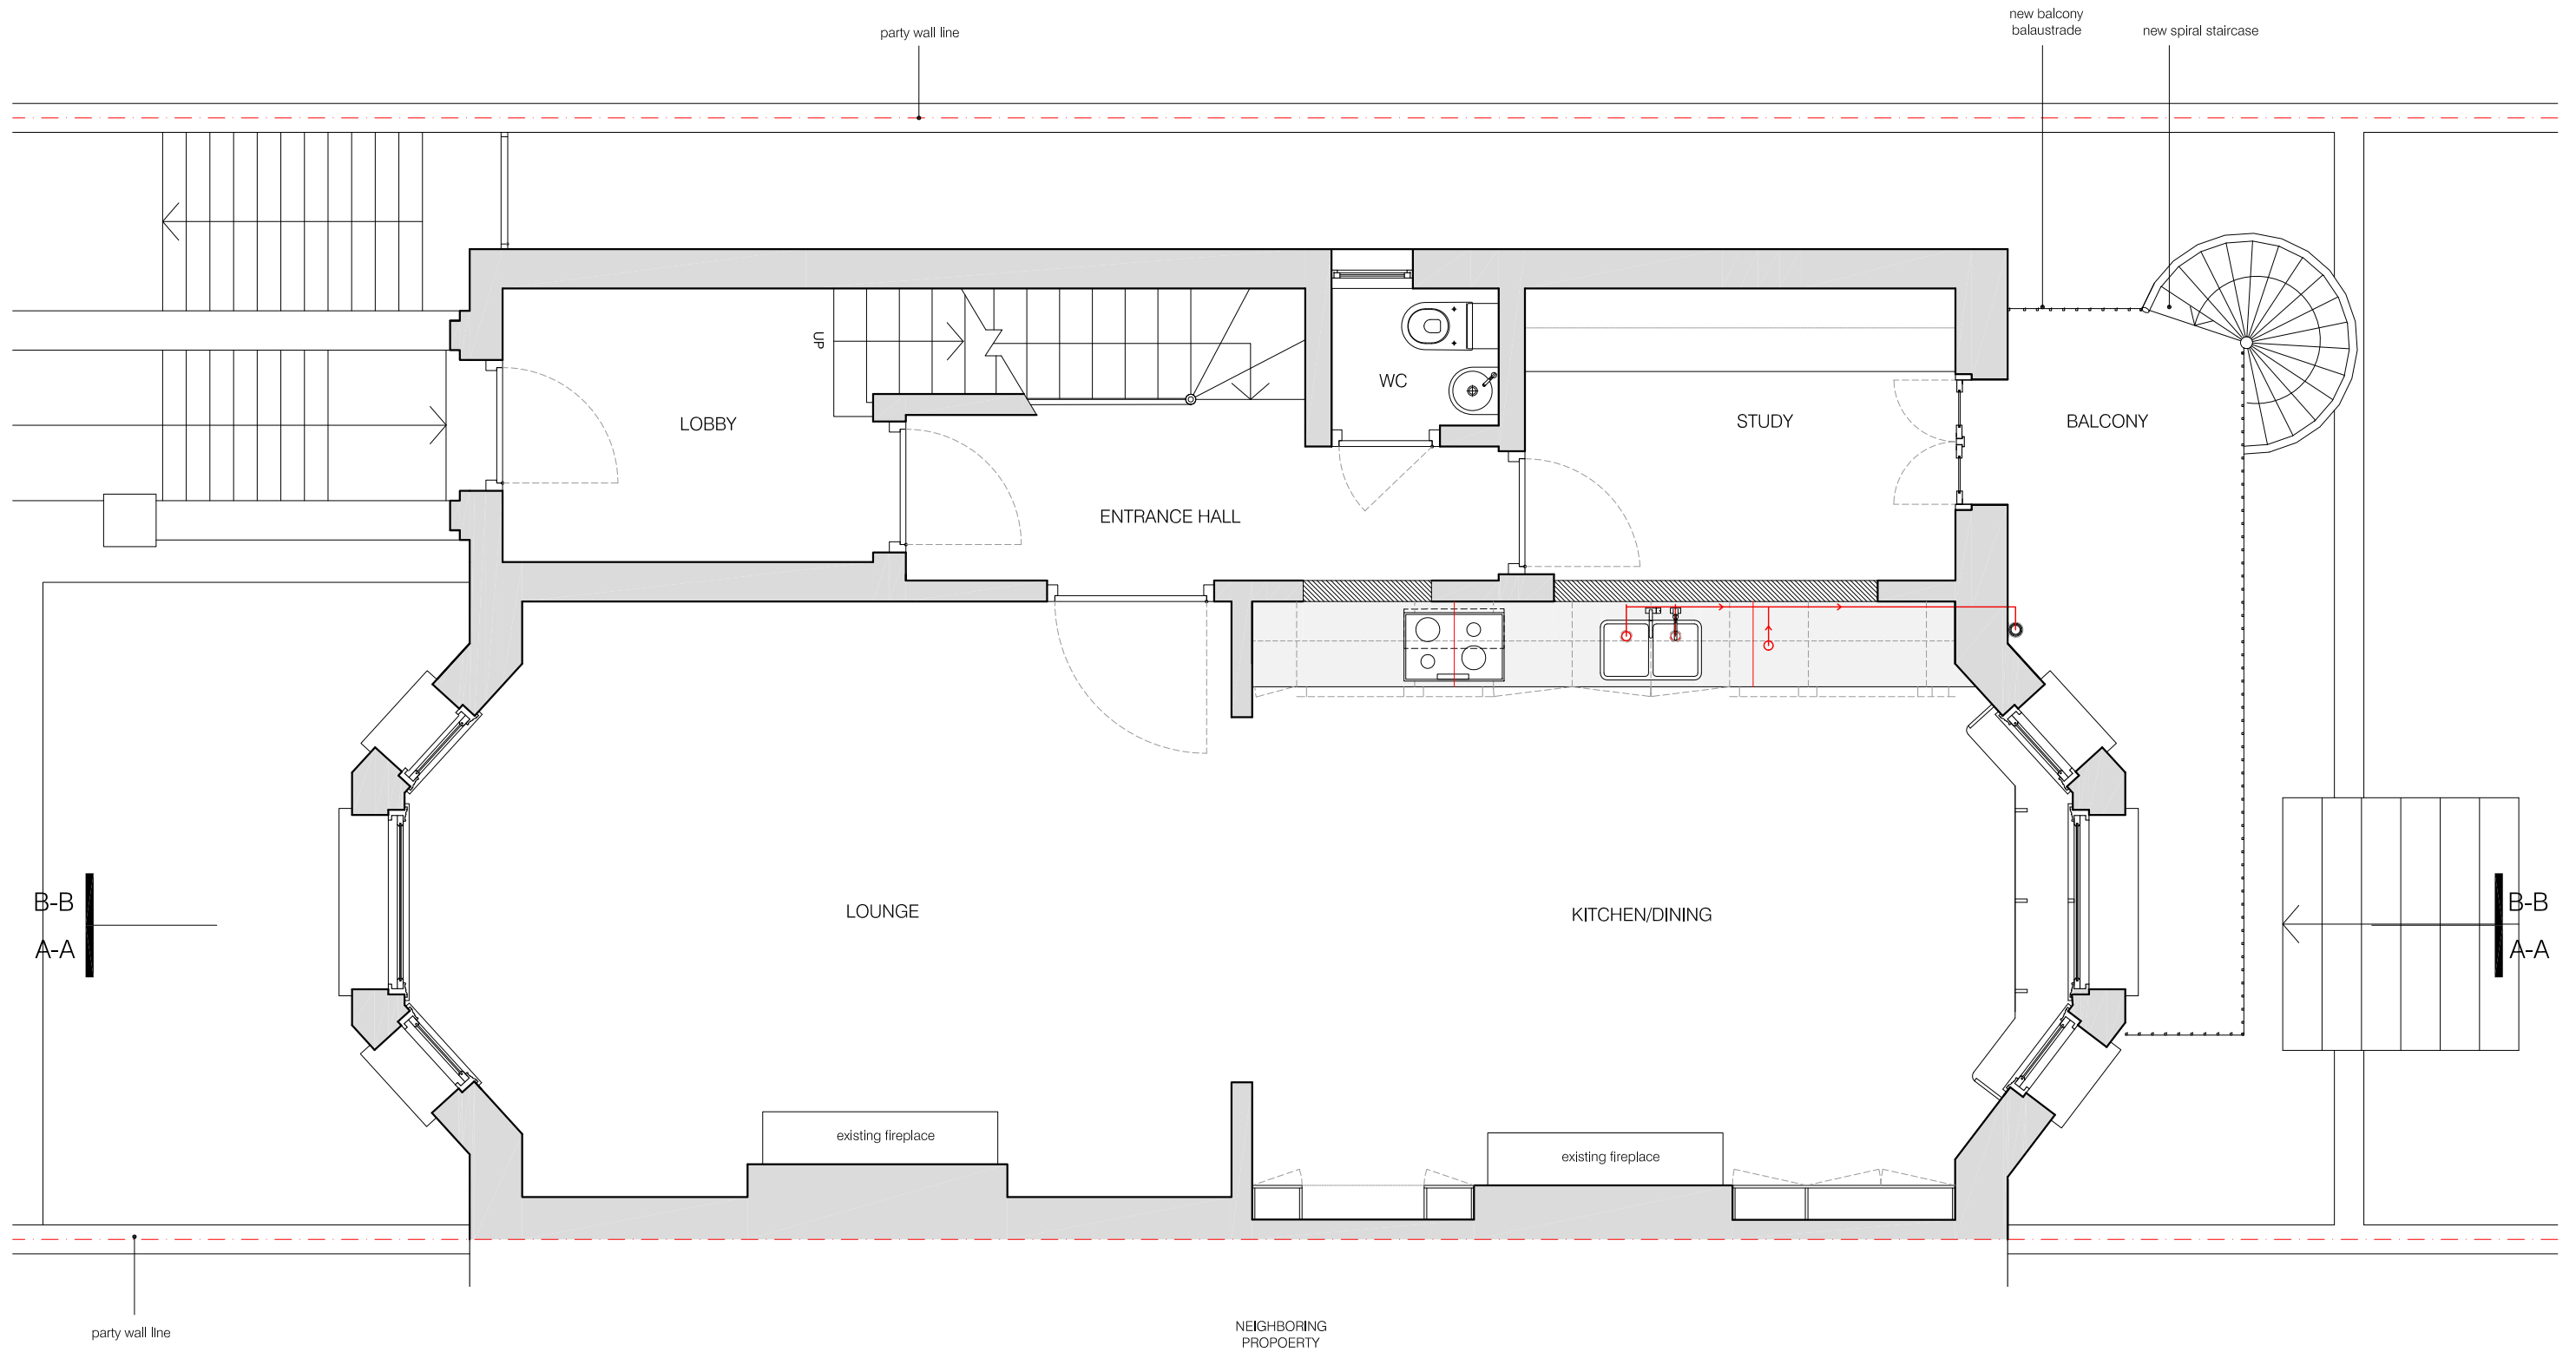 new balcony
balaustrade
new spiral staircase
party wall line
UP
WC
LOBBY
STUDY
BALCONY
ENTRANCE HALL
B-B
A-A
LOUNGE
KITCHEN/DINING
B-B
A-A
existing fireplace
existing fireplace
party wall line
NEIGHBORING
PROPOERTY